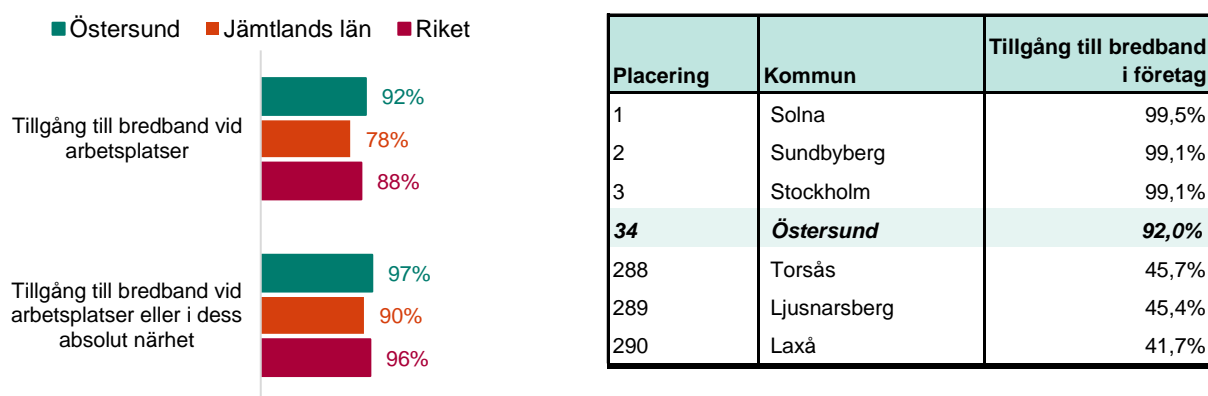 Östersund Jämtlands län Riket
Tillgång till bredband vid
arbetsplatser
92%
78%
88%
Tillgång till bredband vid
arbetsplatser eller i dess
absolut närhet
97%
90%
96%
Placering Kommun Tillgång till bredband i företag
1 Solna 99,5%
2 Sundbyberg 99,1%
3 Stockholm 99,1%
34 Östersund 92,0%
288 Torsås 45,7%
289 Ljusnarsberg 45,4%
290 Laxå 41,7%